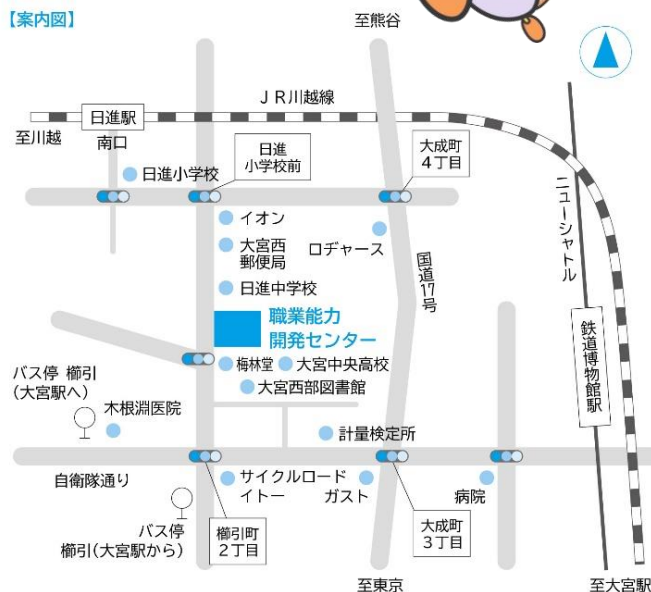 【案内図】
至熊谷
JR川越線
日進駅
至川越
南口
日進
小学校前
大成町
4丁目
日進小学校
イオン
大宮西
郵便局
ロヂャース
ニューシャトル
日進中学校
国道17号
職業能力
開発センター
鉄道博物館駅
梅林堂
大宮中央高校
バス停 櫛引
(大宮駅へ)
大宮西部図書館
木根淵医院
計量検定所
自衛隊通り
サイクルロード
イトー
ガスト
病院
バス停
櫛引(大宮駅から)
櫛引町
2丁目
大成町
3丁目
至東京
至大宮駅